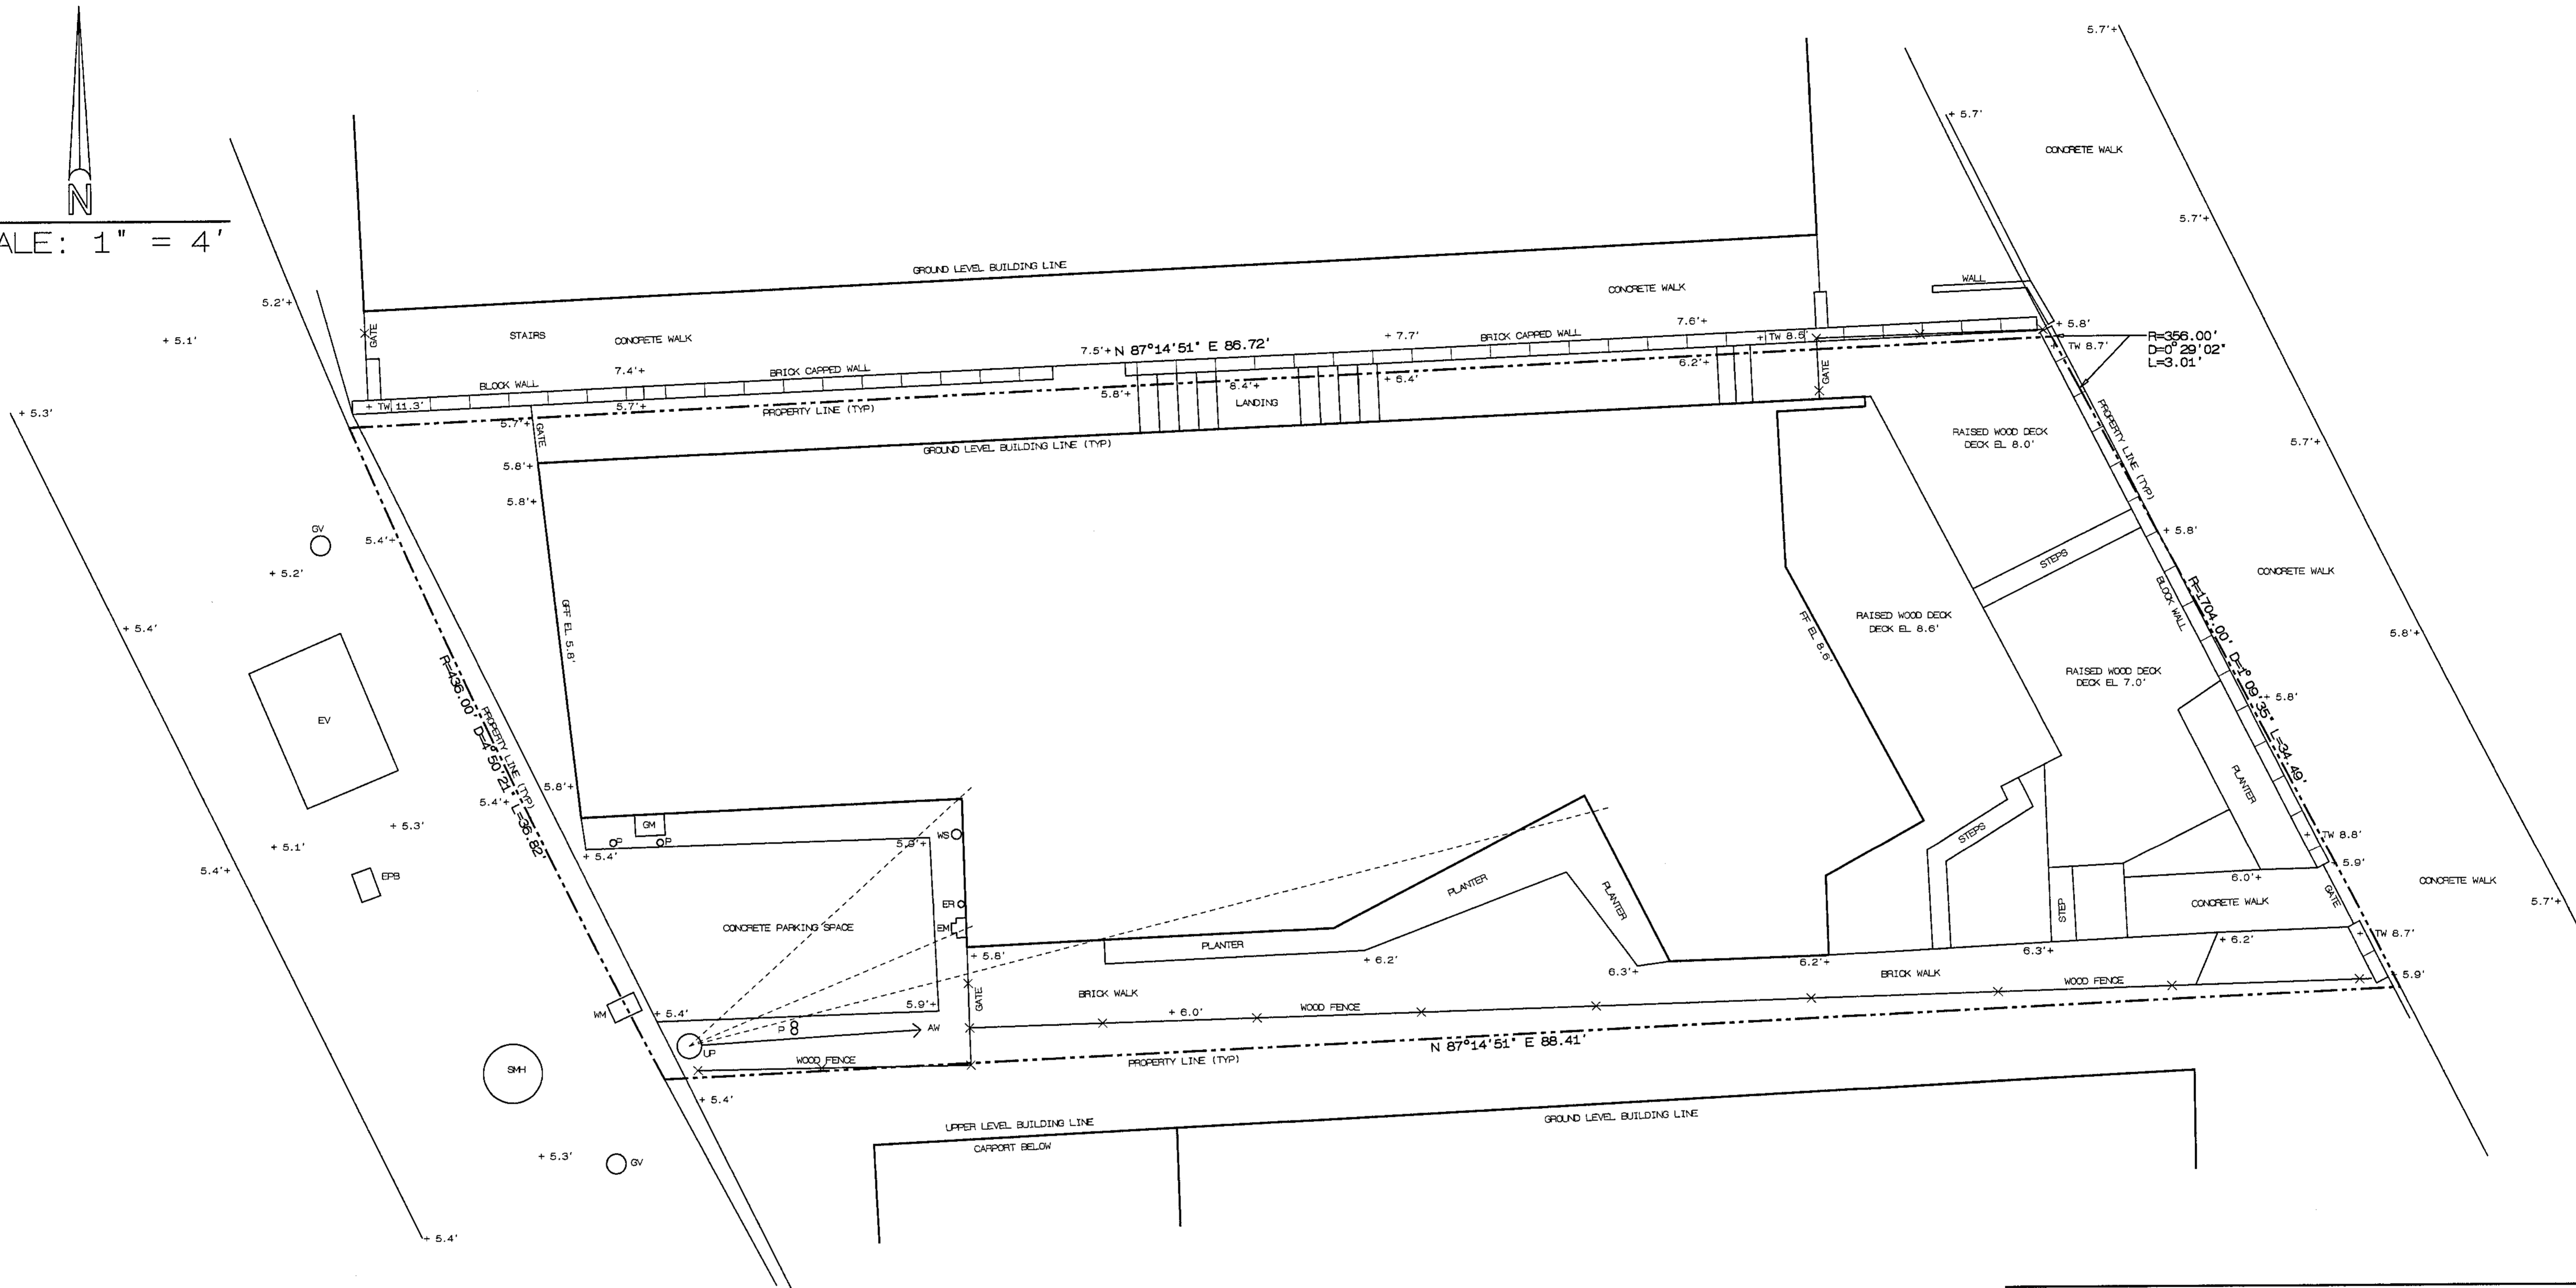 N
ALE: 1" = 4'
5.7'+
+ 5.7'
CONCRETE WALK
5.7'+
GROUND LEVEL BUILDING LINE
WALL
CONCRETE WALK
5.2'+
+ 5.1'
GATE
STAIRS
CONCRETE WALK
7.5'+
N 87°14'51" E 86.72'
+ 7.7'
BRICK CAPPED WALL
7.6'+
+ TW 8.5'
+ 5.8'
+ TW 8.7'
R=356.00'
D=0°29'02"
L=3.01'
7.4'+
BRICK CAPPED WALL
BLOCK WALL
6.2'+
GATE
+ 6.4'
8.4'+
5.8'+
LANDING
+ TW 11.3'
5.7'+
PROPERTY LINE (TYP)
+ 5.3'
5.7'+
GATE
PROPERTY LINE (TYP)
RAISED WOOD DECK
DECK EL 8.0'
5.7'+
GROUND LEVEL BUILDING LINE (TYP)
5.8'+
5.8'+
GV
5.4'+
+ 5.8'
+ 5.2'
STEPS
CONCRETE WALK
BLOCK WALL
GFF EL 5.8'
+ 5.4'
FF EL 8.6'
RAISED WOOD DECK
DECK EL 8.6'
R=1704.00' D=1°09'35" L=34.49'
5.8'+
RAISED WOOD DECK
DECK EL 7.0'
R=436.00' D=4°50'21" L=36.82'
PROPERTY LINE (TYP)
EV
+ 5.8'
5.8'+
5.4'+
PLANTER
+ 5.3'
GM
+ 5.1'
P
P
WS
5.9'+
+ 5.4'
STEPS
+ TW 8.8'
+ 5.9'
5.4'+
EPB
6.0'+
GATE
CONCRETE WALK
PLANTER
PLANTER
ER
EM
STEP
CONCRETE WALK
5.7'+
CONCRETE PARKING SPACE
PLANTER
+ 5.8'
+ 6.2'
6.3'+
6.2'+
6.3'+
+ 6.2'
+ TW 8.7'
BRICK WALK
+ 5.9'
WOOD FENCE
GATE
BRICK WALK
5.9'+
WOOD FENCE
+ 6.0'
WM
+ 5.4'
P
AW
UP
WOOD FENCE
N 87°14'51" E 88.41'
PROPERTY LINE (TYP)
SMH
+ 5.4'
UPPER LEVEL BUILDING LINE
GROUND LEVEL BUILDING LINE
CARPORT BELOW
+ 5.3'
GV
+ 5.4'